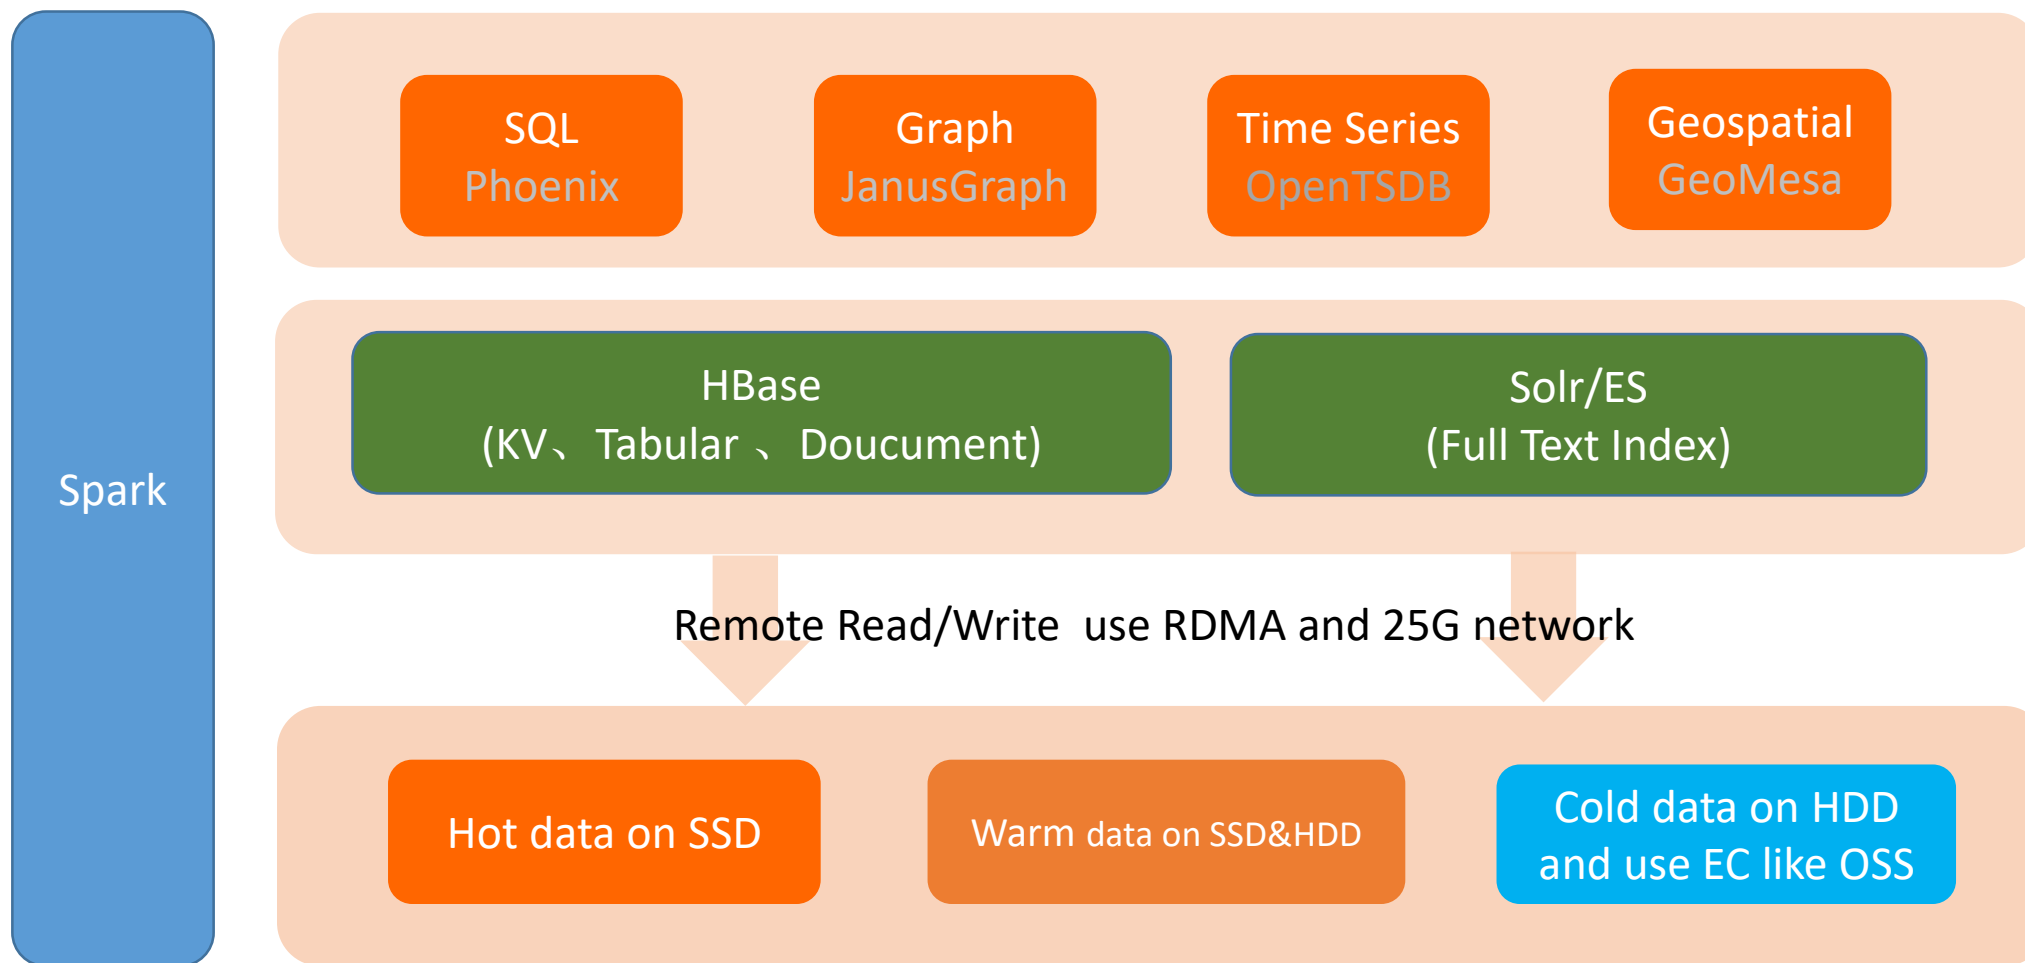 Spark
SQL
Phoenix
Graph
JanusGraph
Time Series
OpenTSDB
Geospatial
GeoMesa
HBase
(KV、 Tabular 、 Doucument)
Solr/ES
(Full Text Index)
Remote Read/Write  use RDMA and 25G network
Hot data on SSD
Warm data on SSD&HDD
Cold data on HDD
and use EC like OSS